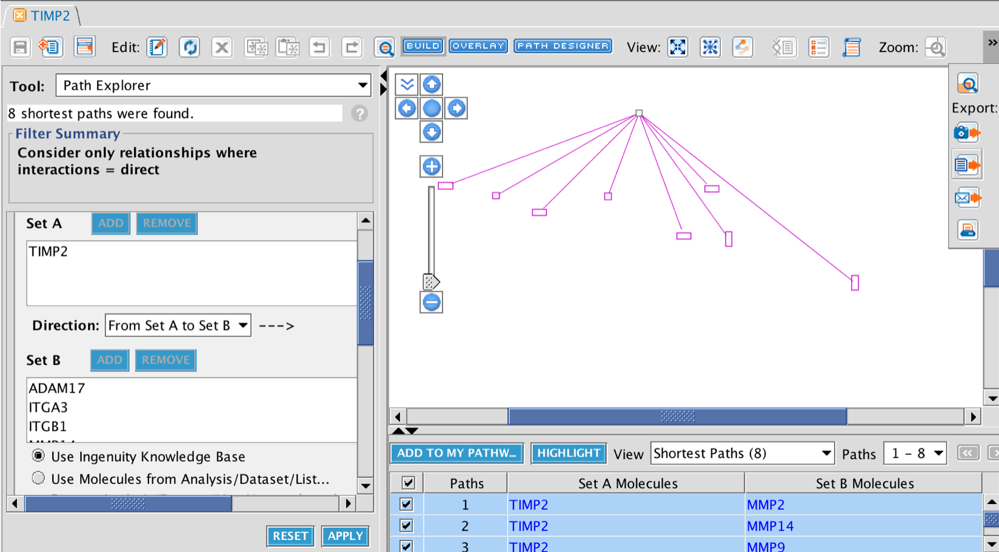 TIMP2
Edit: BUILD OVERLAY PATH DESIGNER View: Zoom: »
Tool: Path Explorer
8 shortest paths were found. ?
Filter Summary
Consider only relationships where
interactions = direct
Export:
Set A ADD REMOVE
TIMP2
Direction: From Set A to Set B --->
Set B ADD REMOVE
ADAM17
ITGA3
ITGB1
MMP14
Use Ingenuity Knowledge Base
Use Molecules from Analysis/Dataset/List...
RESET APPLY
ADD TO MY PATHW... HIGHLIGHT View Shortest Paths (8) Paths 1 - 8 <<
Paths Set A Molecules Set B Molecules
1 TIMP2 MMP2
2 TIMP2 MMP14
3 TIMP2 MMP9